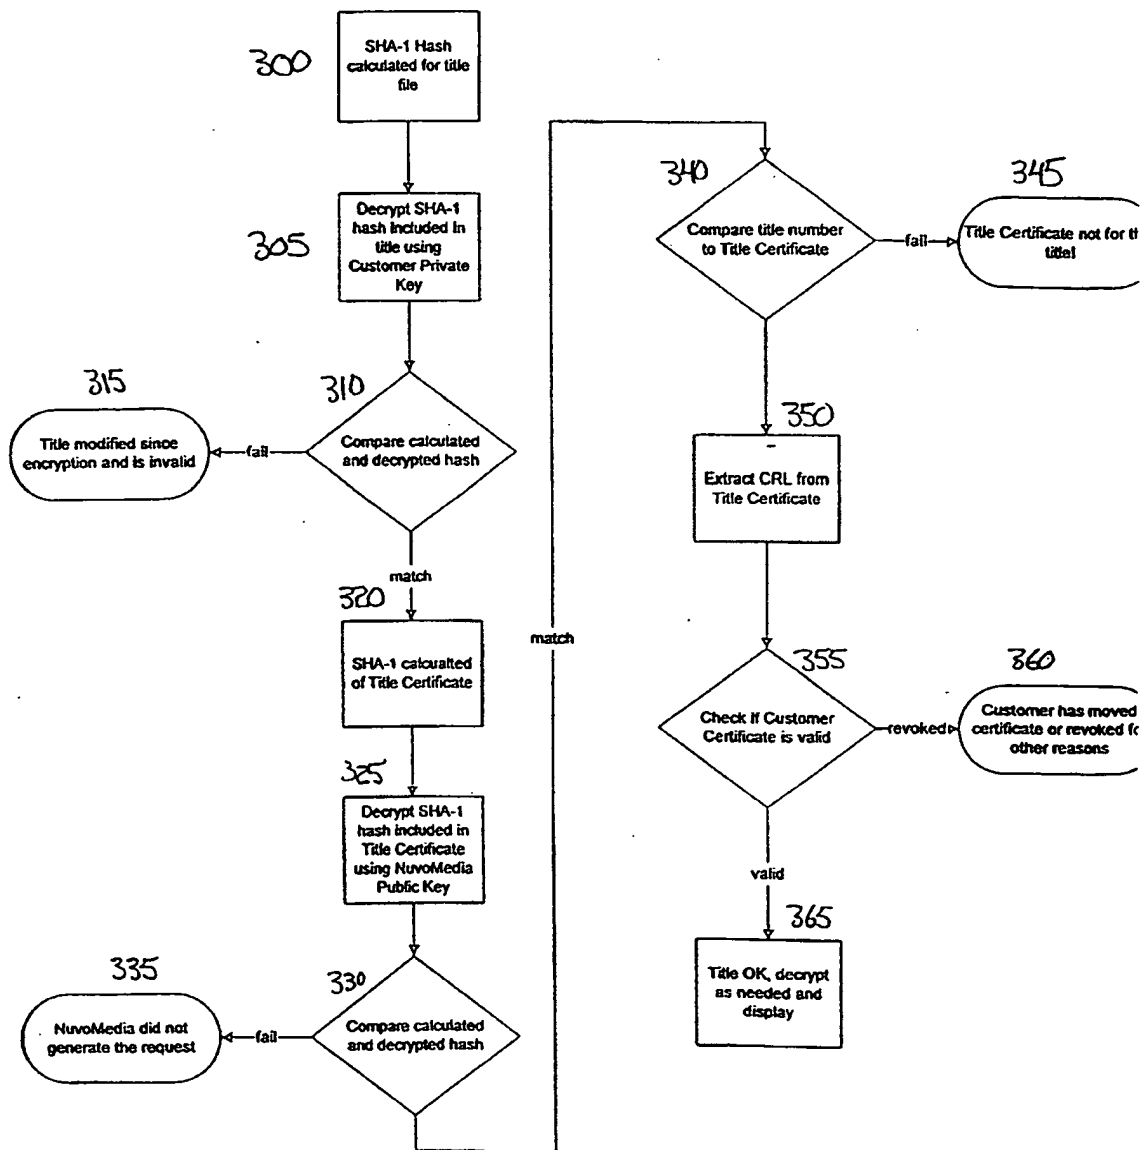 300
SHA-1 Hash
calculated for title
file
305
Decrypt SHA-1
hash included in
title using
Customer Private
Key
315
310
Title modified since
encryption and is invalid
fail
Compare calculated
and decrypted hash
match
320
SHA-1 calcualted
of Title Certificate
325
Decrypt SHA-1
hash included in
Title Certificate
using NuvoMedia
Public Key
335
330
NuvoMedia did not
generate the request
fail
Compare calculated
and decrypted hash
match
340
345
Compare title number
to Title Certificate
fail
Title Certificate not for th
title!
350
Extract CRL from
Title Certificate
355
360
Check if Customer
Certificate is valid
revoked
Customer has moved
certificate or revoked fo
other reasons
valid
365
Title OK, decrypt
as needed and
display